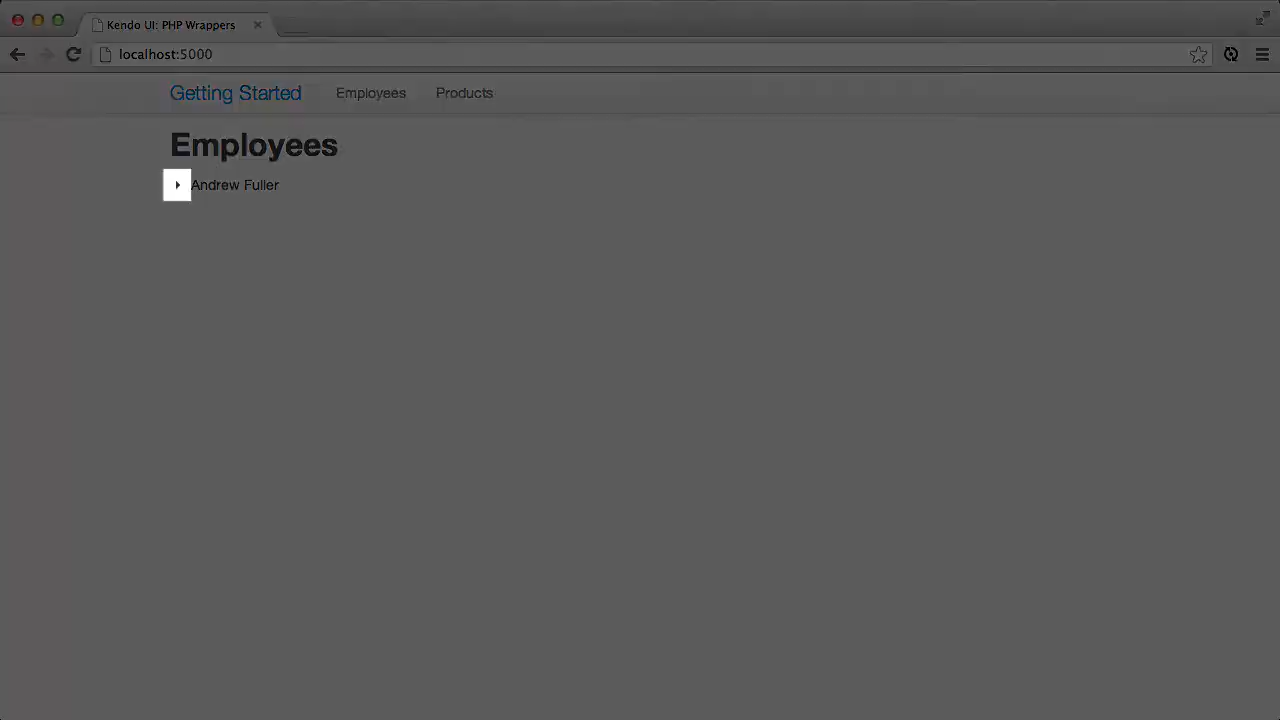 Kendo UI: PHP Wrappers
localhost:5000
Getting Started Employees Products
Employees
Andrew Fuller